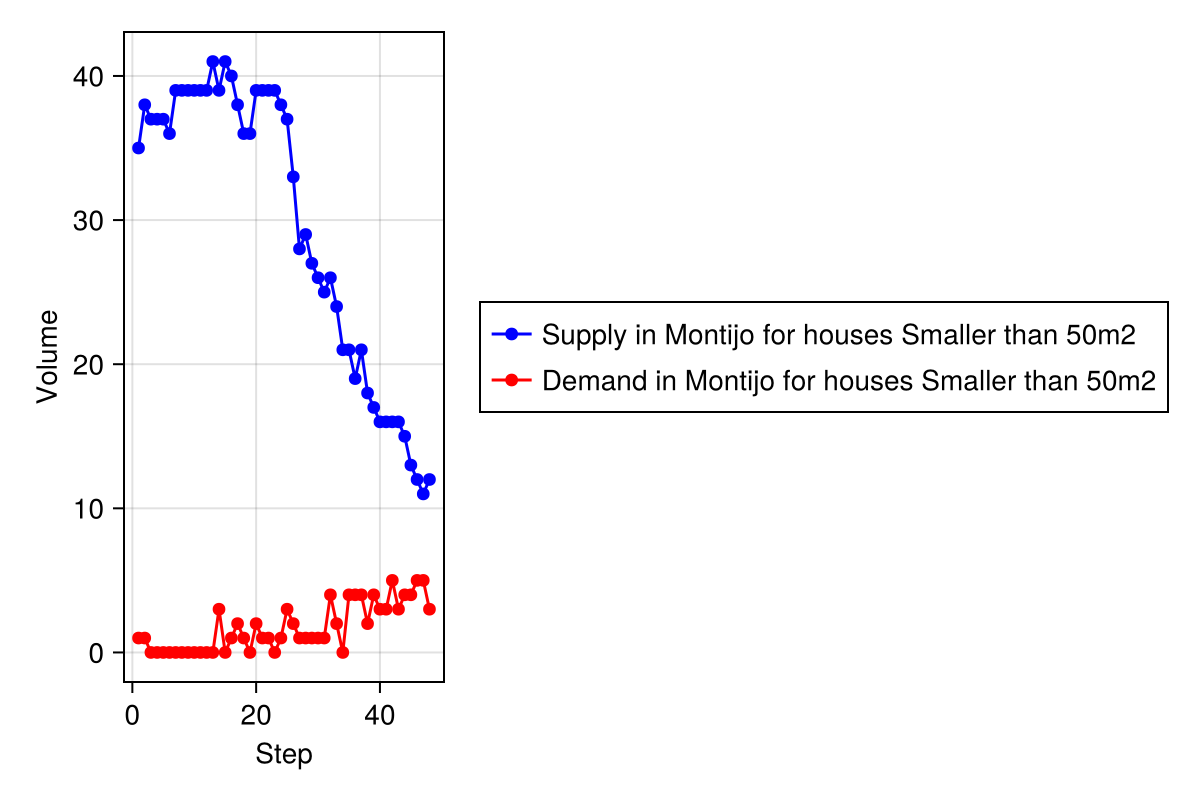 Volume
40
30
20
10
0
0 20 40
Step
Supply in Montijo for houses Smaller than 50m2
Demand in Montijo for houses Smaller than 50m2